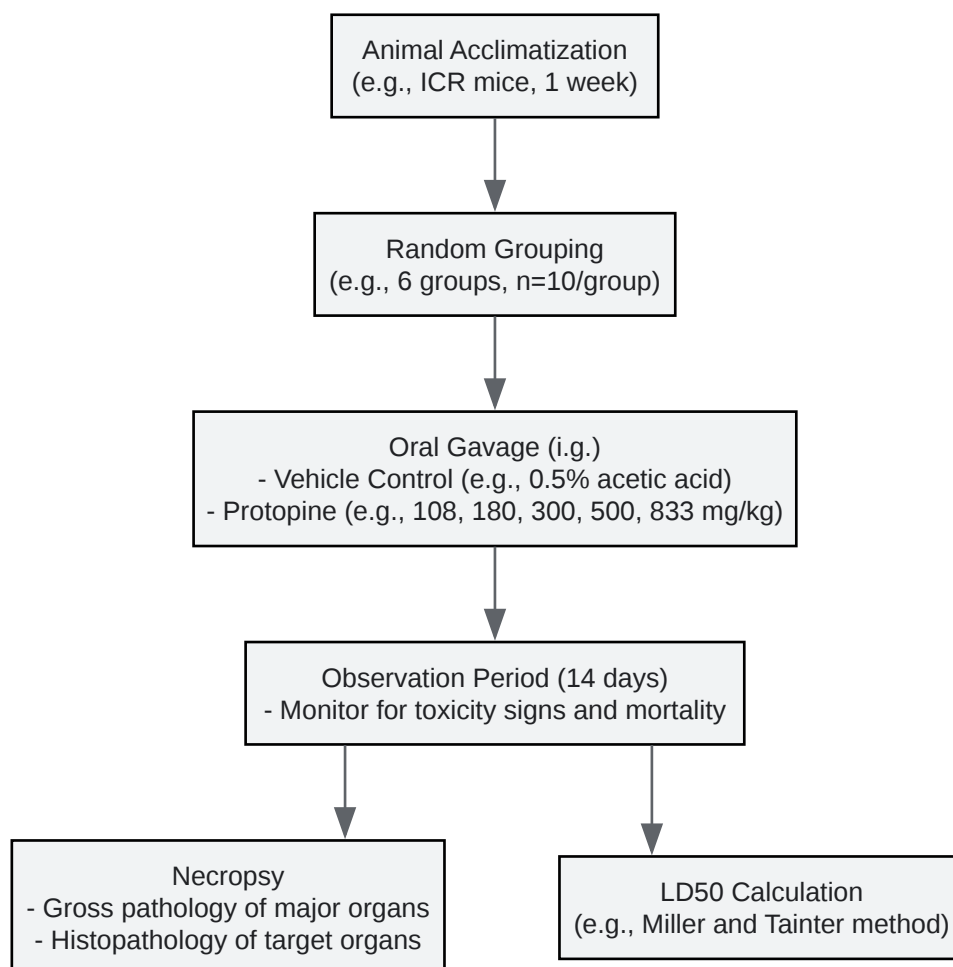 Animal Acclimatization
(e.g., ICR mice, 1 week)
Random Grouping
(e.g., 6 groups, n=10/group)
Oral Gavage (i.g.)
- Vehicle Control (e.g., 0.5% acetic acid)
- Protopine (e.g., 108, 180, 300, 500, 833 mg/kg)
Observation Period (14 days)
- Monitor for toxicity signs and mortality
Necropsy
- Gross pathology of major organs
- Histopathology of target organs
LD50 Calculation
(e.g., Miller and Tainter method)